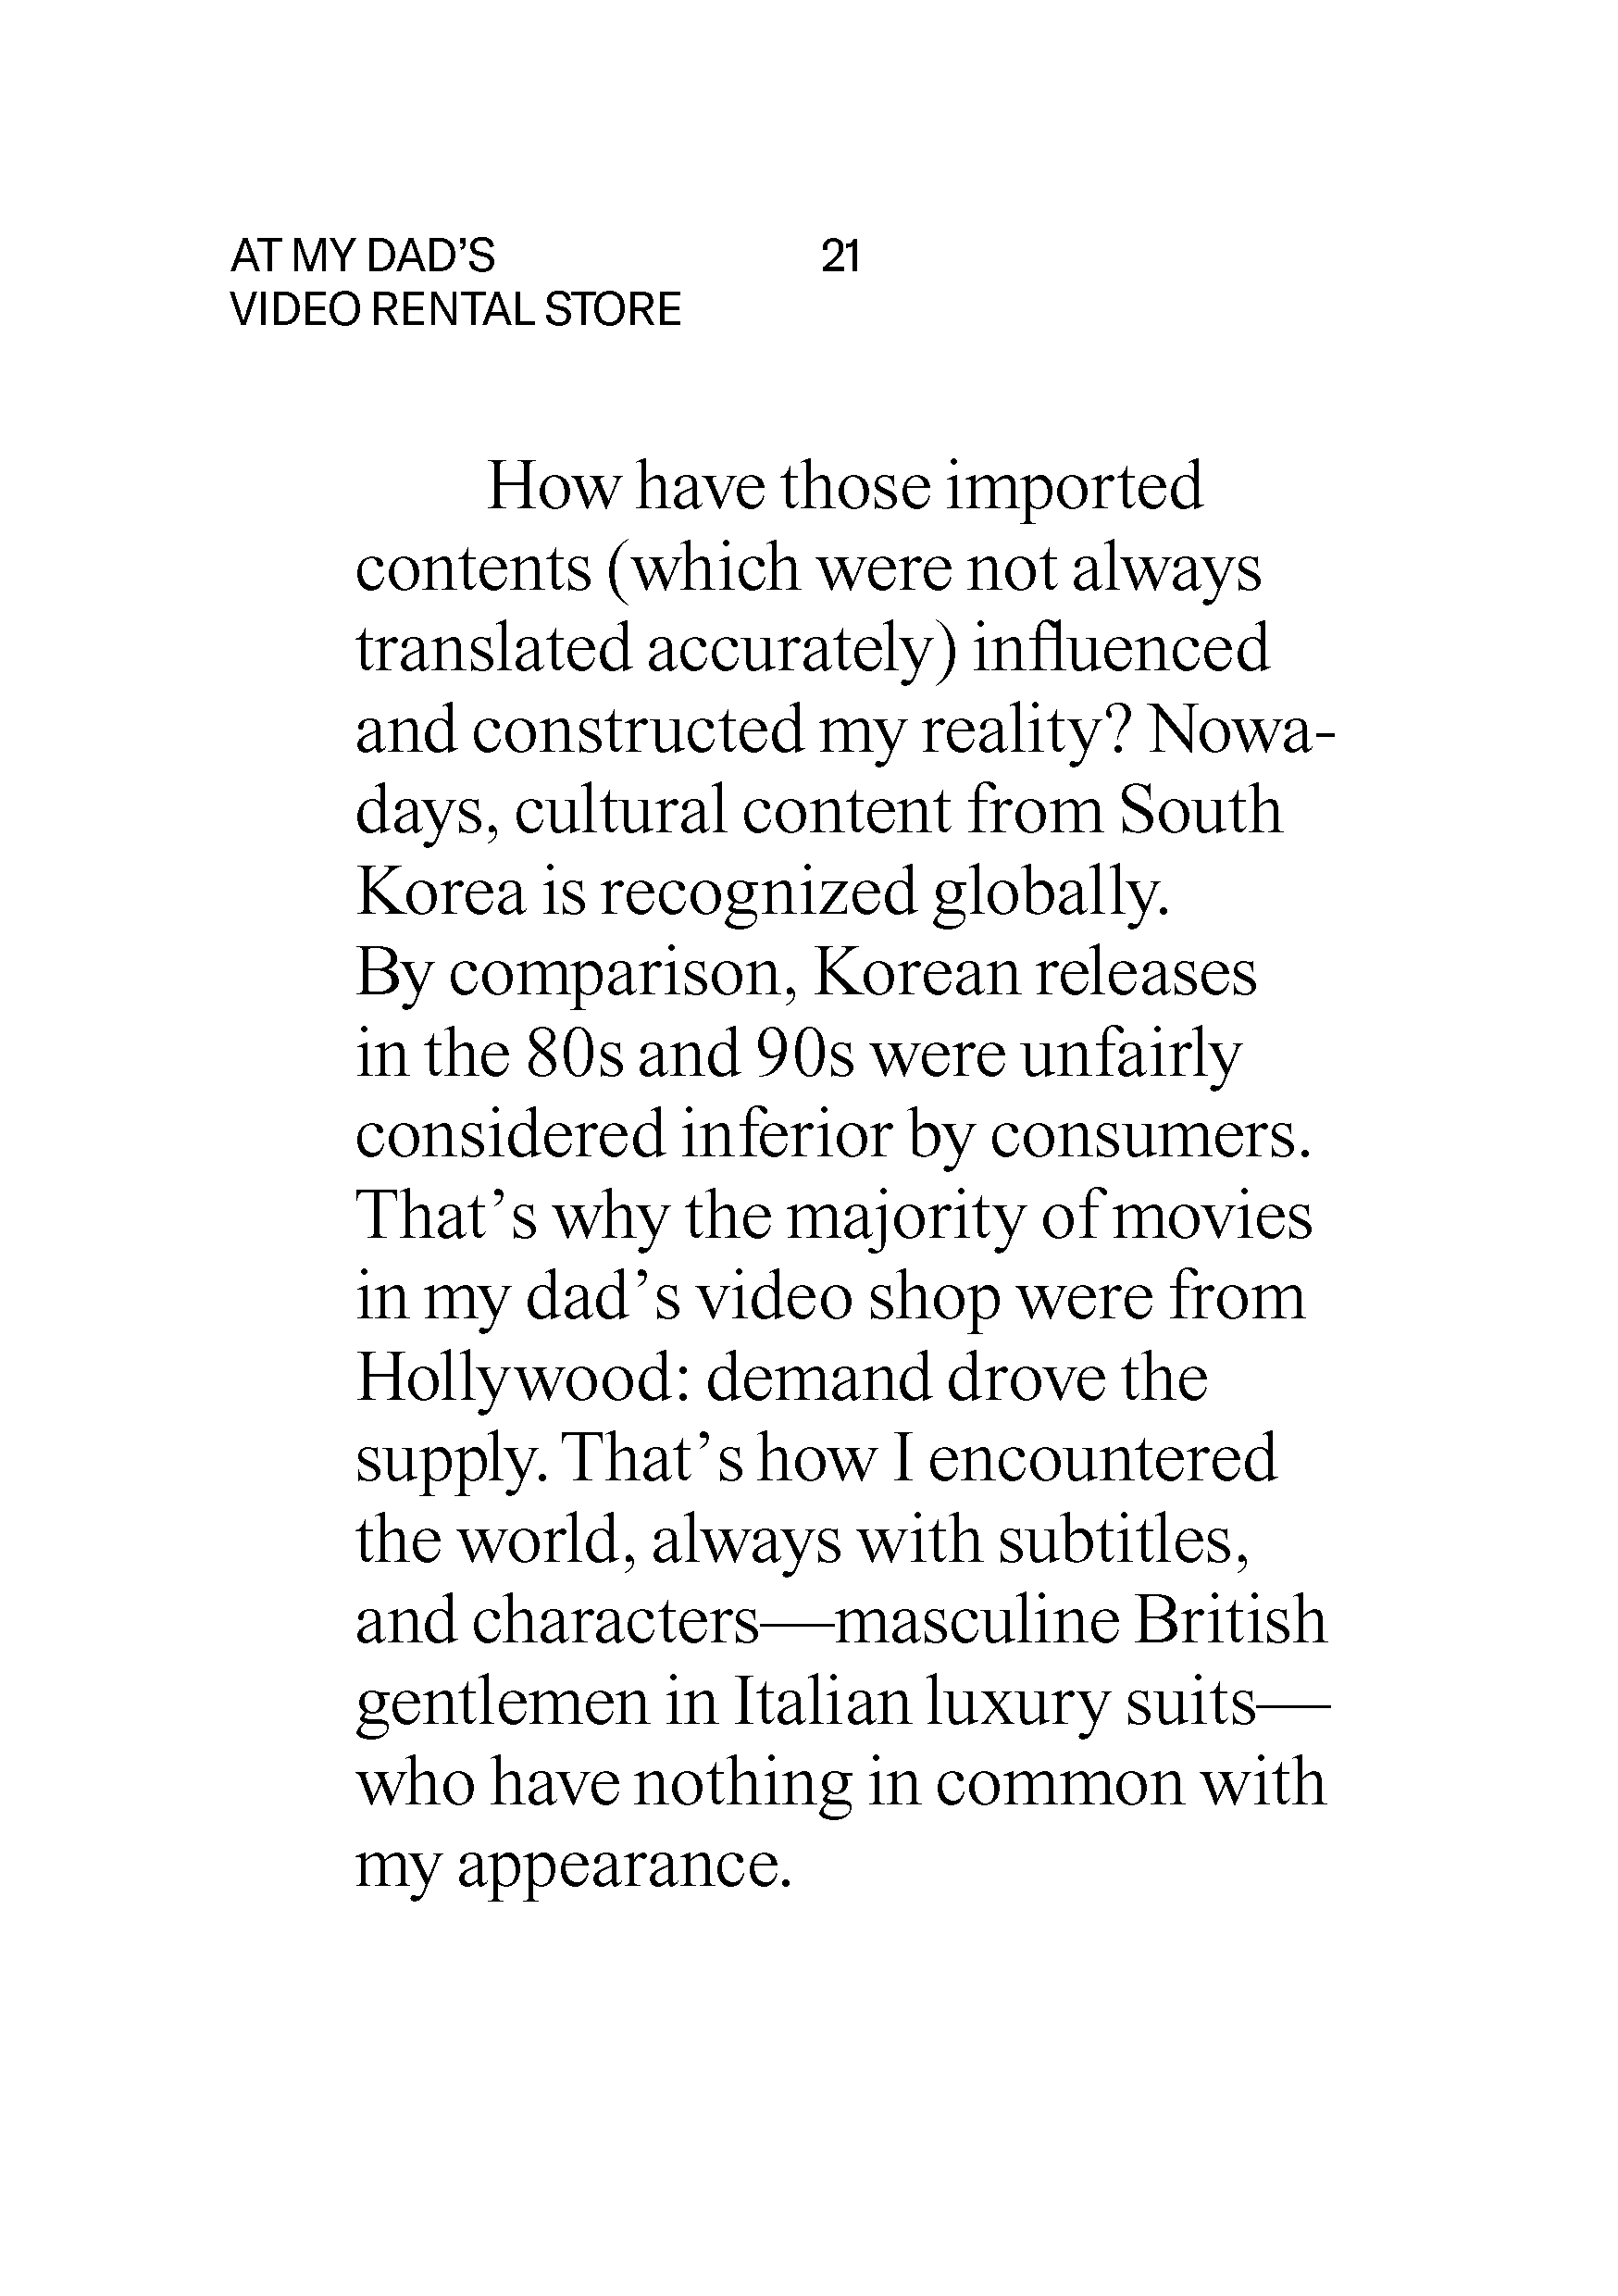 AT MY DAD’S
VIDEO RENTAL STORE
21
How have those imported
contents (which were not always
translated accurately) influenced
and constructed my reality? Nowa-
days, cultural content from South
Korea is recognized globally.
By comparison, Korean releases
in the 80s and 90s were unfairly
considered inferior by consumers.
That’s why the majority of movies
in my dad’s video shop were from
Hollywood: demand drove the
supply. That’s how I encountered
the world, always with subtitles,
and characters—masculine British
gentlemen in Italian luxury suits—
who have nothing in common with
my appearance.